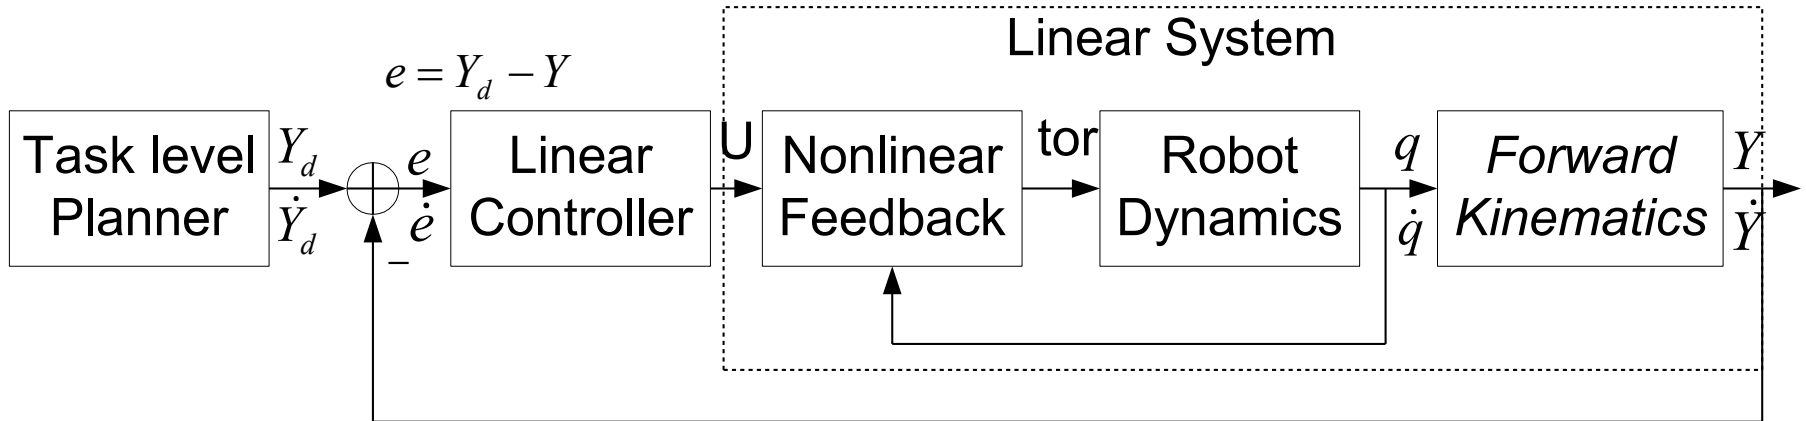 Linear System
e = Y_d − Y
Task level
Planner
Y_d
Ẏ_d
e
ė
−
Linear
Controller
U
Nonlinear
Feedback
tor
Robot
Dynamics
q
q̇
Forward
Kinematics
Y
Ẏ